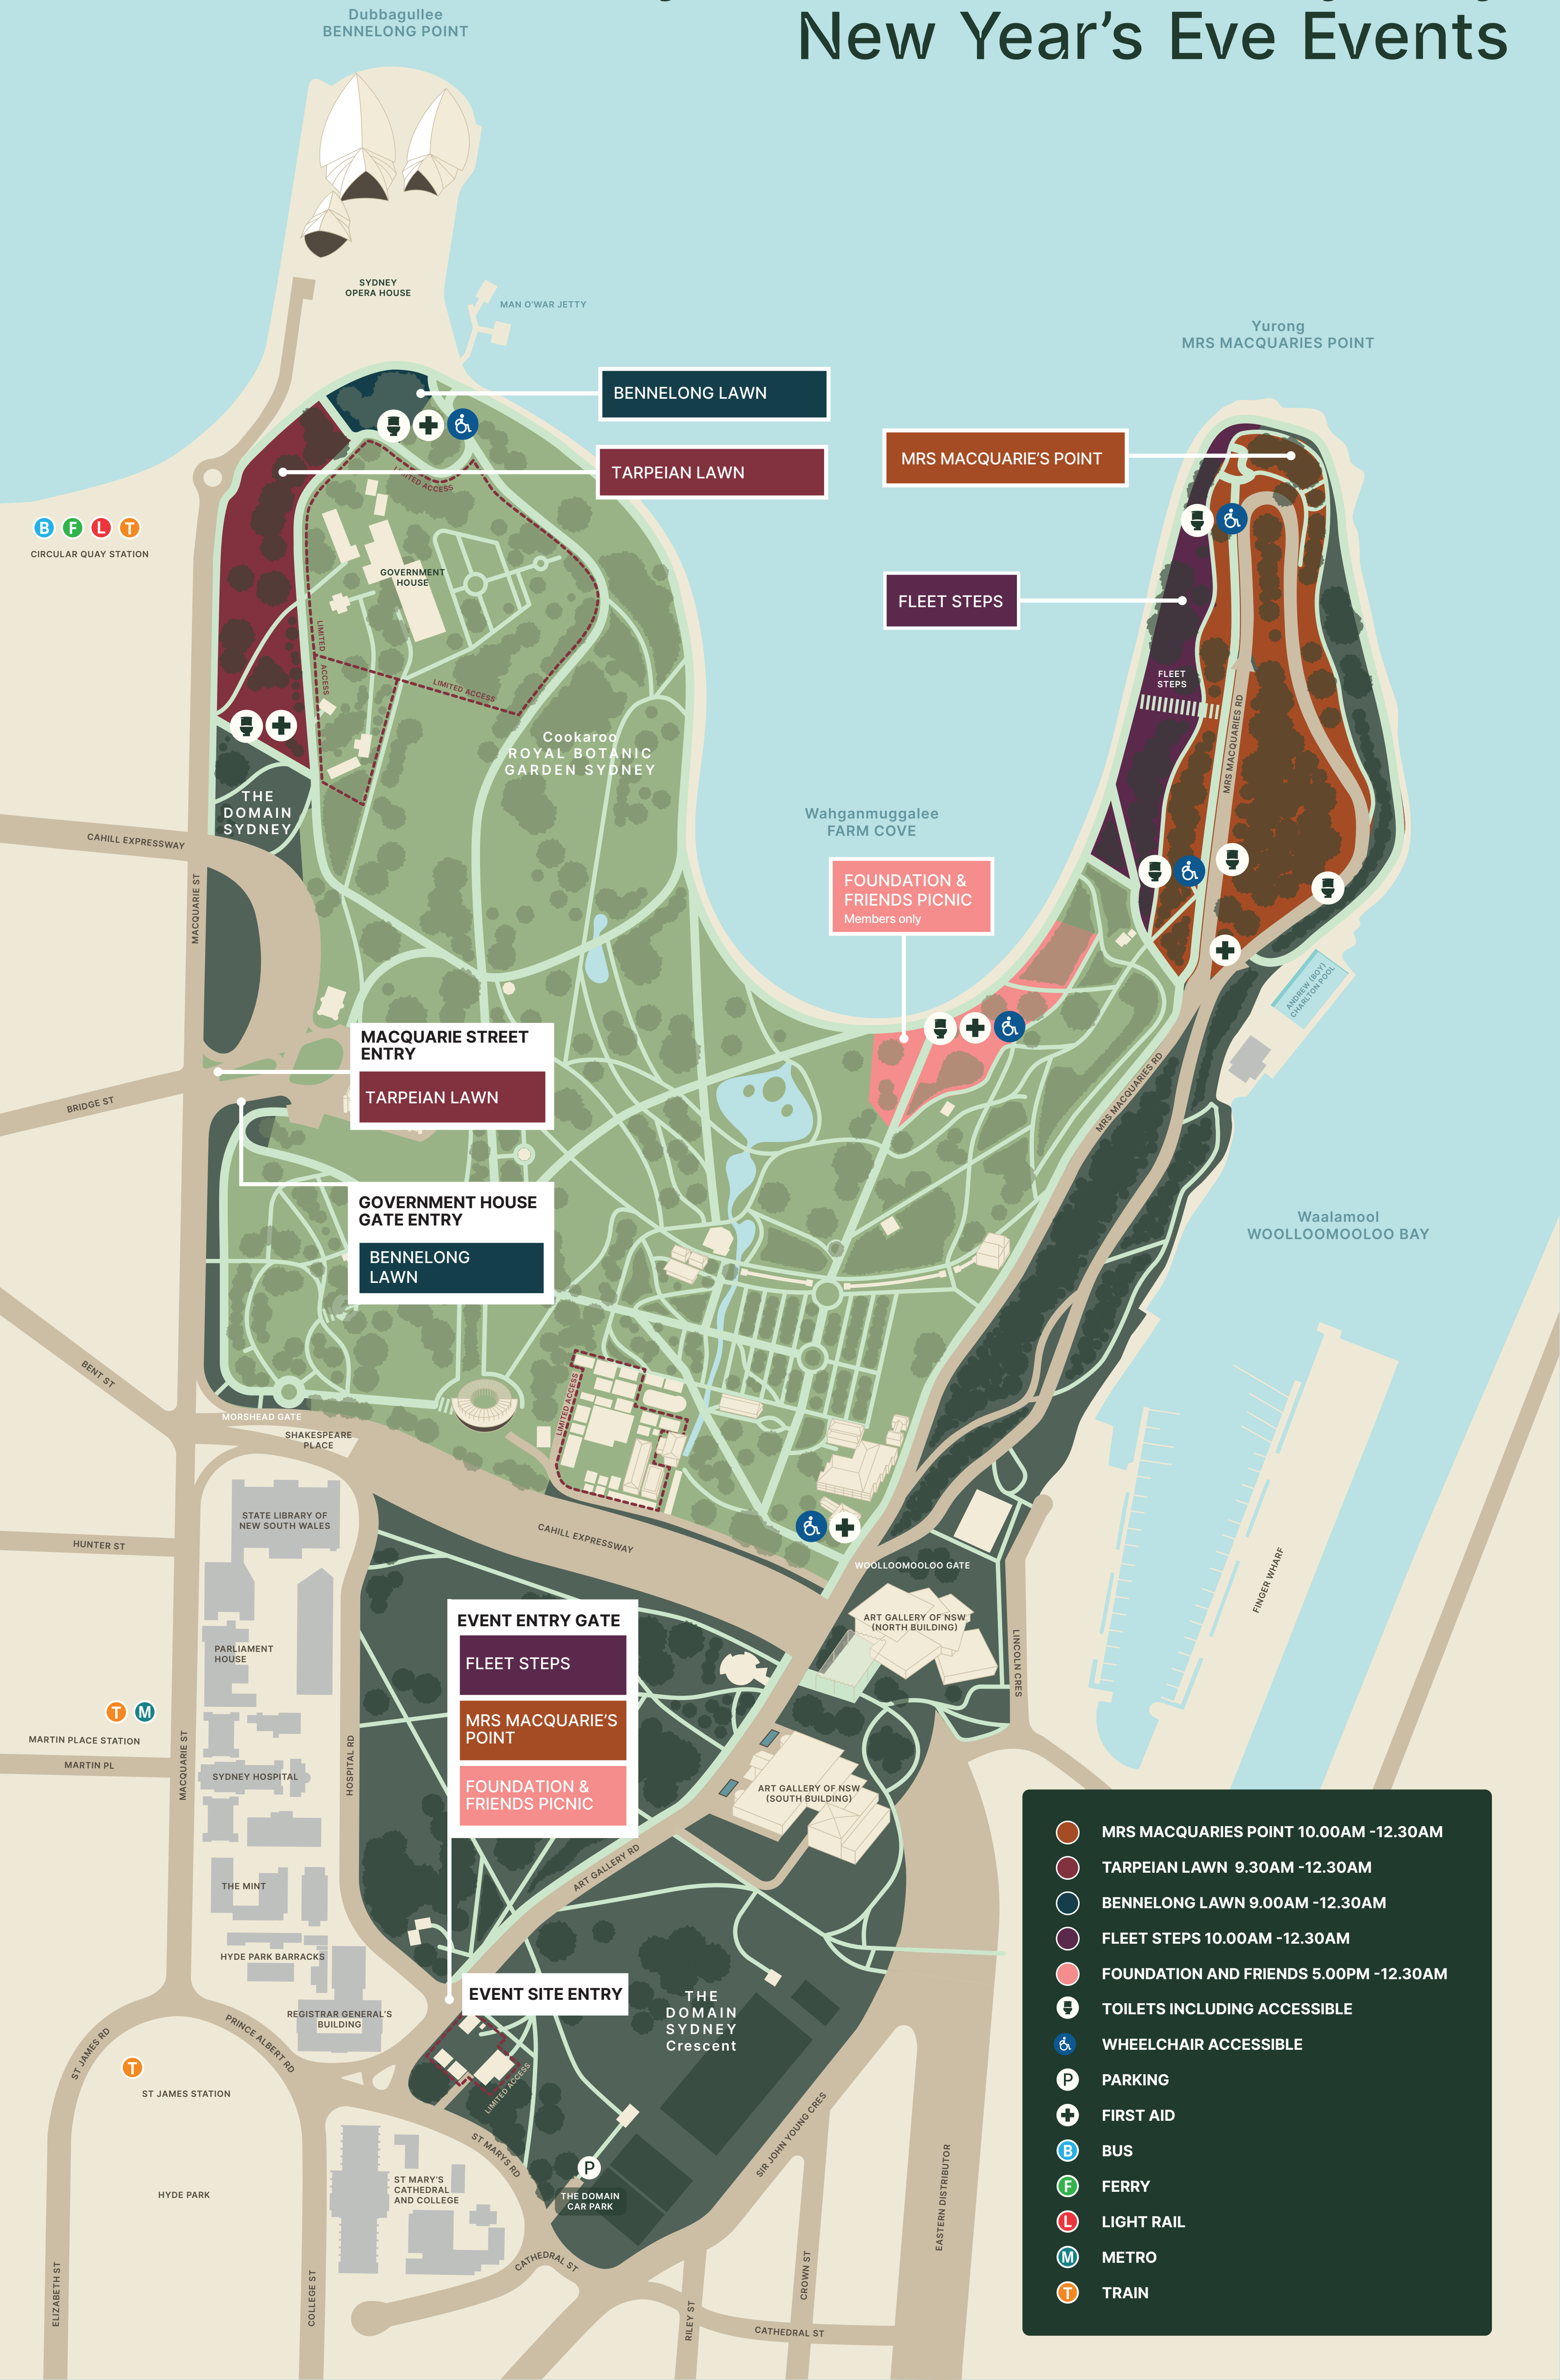 New Year’s Eve Events
Dubbagullee
BENNELONG POINT
SYDNEY
OPERA HOUSE
MAN O’WAR JETTY
Yurong
MRS MACQUARIES POINT
BENNELONG LAWN
TARPEIAN LAWN
MRS MACQUARIE’S POINT
FLEET STEPS
LIMITED ACCESS
B F L T
CIRCULAR QUAY STATION
GOVERNMENT
HOUSE
LIMITED ACCESS
LIMITED ACCESS
FLEET
STEPS
MRS MACQUARIES RD
Cookaroo
ROYAL BOTANIC
GARDEN SYDNEY
THE
DOMAIN
SYDNEY
CAHILL EXPRESSWAY
MACQUARIE ST
Wahganmuggalee
FARM COVE
FOUNDATION &
FRIENDS PICNIC
Members only
ANDREW (BOY)
CHARLTON POOL
MACQUARIE STREET
ENTRY
TARPEIAN LAWN
BRIDGE ST
MRS MACQUARIES RD
GOVERNMENT HOUSE
GATE ENTRY
BENNELONG
LAWN
Waalamool
WOOLLOOMOOLOO BAY
BENT ST
MORSHEAD GATE
SHAKESPEARE
PLACE
LIMITED ACCESS
STATE LIBRARY OF
NEW SOUTH WALES
HUNTER ST
CAHILL EXPRESSWAY
WOOLLOOMOOLOO GATE
FINGER WHARF
EVENT ENTRY GATE
FLEET STEPS
MRS MACQUARIE’S
POINT
FOUNDATION &
FRIENDS PICNIC
ART GALLERY OF NSW
(NORTH BUILDING)
LINCOLN CRES
PARLIAMENT
HOUSE
T M
MARTIN PLACE STATION
MARTIN PL
MACQUARIE ST
HOSPITAL RD
SYDNEY HOSPITAL
ART GALLERY OF NSW
(SOUTH BUILDING)
THE MINT
ART GALLERY RD
HYDE PARK BARRACKS
EVENT SITE ENTRY
REGISTRAR GENERAL’S
BUILDING
THE
DOMAIN
SYDNEY
Crescent
ST JAMES RD
PRINCE ALBERT RD
T
ST JAMES STATION
LIMITED ACCESS
ST MARYS RD
SIR JOHN YOUNG CRES
P
THE DOMAIN
CAR PARK
ST MARY’S
CATHEDRAL
AND COLLEGE
HYDE PARK
EASTERN DISTRIBUTOR
CATHEDRAL ST
ELIZABETH ST
COLLEGE ST
RILEY ST
CROWN ST
CATHEDRAL ST
MRS MACQUARIES POINT 10.00AM -12.30AM
TARPEIAN LAWN 9.30AM -12.30AM
BENNELONG LAWN 9.00AM -12.30AM
FLEET STEPS 10.00AM -12.30AM
FOUNDATION AND FRIENDS 5.00PM -12.30AM
TOILETS INCLUDING ACCESSIBLE
WHEELCHAIR ACCESSIBLE
P PARKING
FIRST AID
B BUS
F FERRY
L LIGHT RAIL
M METRO
T TRAIN